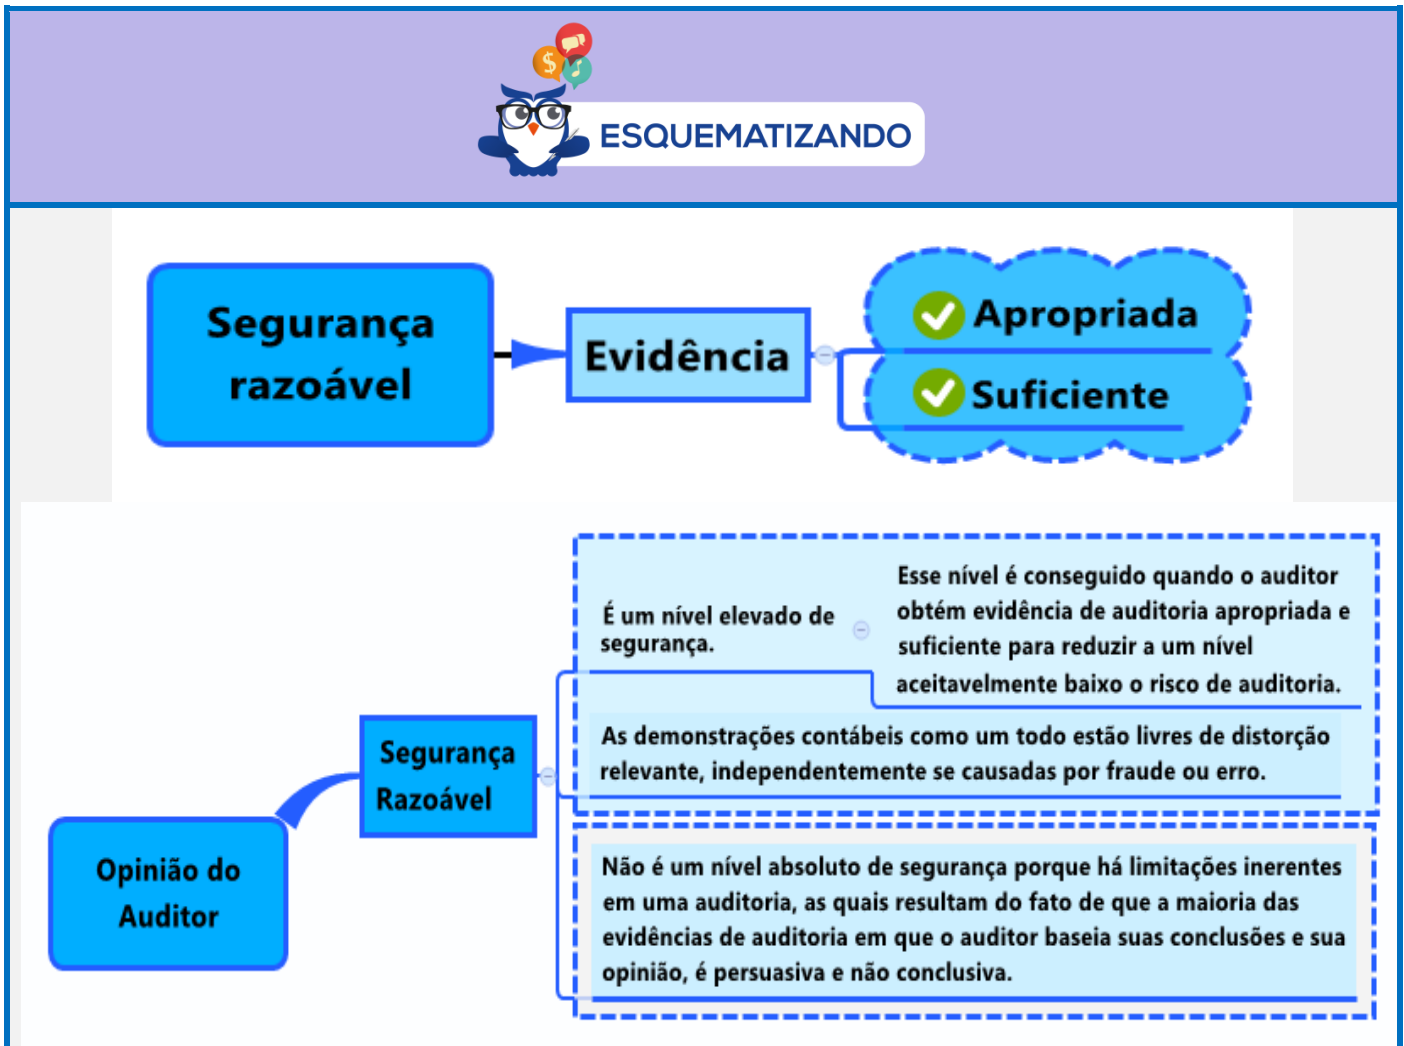 ESQUEMATIZANDO
Segurança
razoável
Evidência
Apropriada
Suficiente
Opinião do
Auditor
Segurança
Razoável
É um nível elevado de
segurança.
Esse nível é conseguido quando o auditor
obtém evidência de auditoria apropriada e
suficiente para reduzir a um nível
aceitavelmente baixo o risco de auditoria.
As demonstrações contábeis como um todo estão livres de distorção
relevante, independentemente se causadas por fraude ou erro.
Não é um nível absoluto de segurança porque há limitações inerentes
em uma auditoria, as quais resultam do fato de que a maioria das
evidências de auditoria em que o auditor baseia suas conclusões e sua
opinião, é persuasiva e não conclusiva.